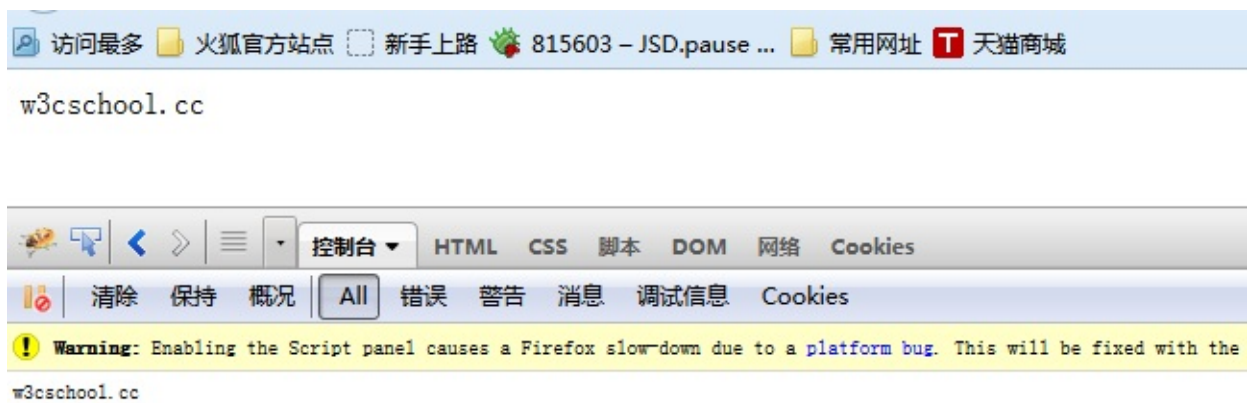 访问最多 火狐官方站点 新手上路 815603 – JSD.pause ... 常用网址 T 天猫商城
w3cschool.cc
控制台 HTML CSS 脚本 DOM 网络 Cookies
清除 保持 概况 All 错误 警告 消息 调试信息 Cookies
! Warning: Enabling the Script panel causes a Firefox slow-down due to a platform bug. This will be fixed with the
w3cschool.cc